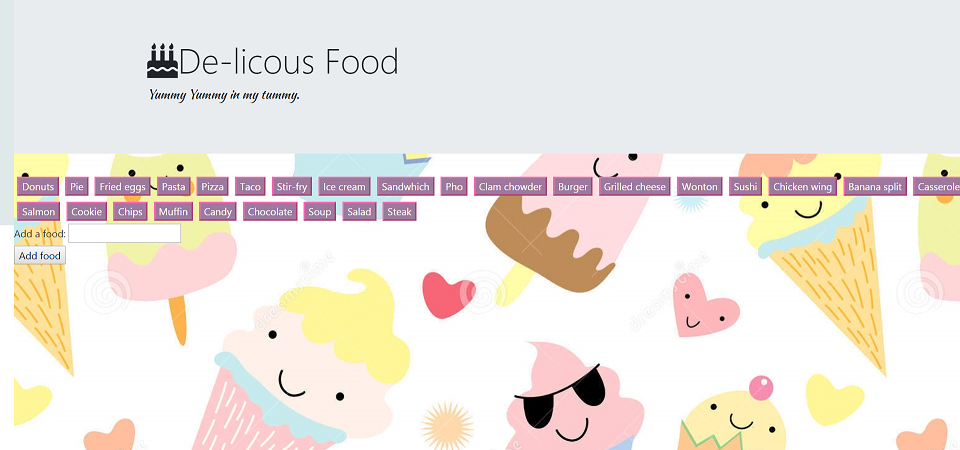 De-licous Food
Yummy Yummy in my tummy.
Donuts Pie Fried eggs Pasta Pizza Taco Stir-fry Ice cream Sandwhich Pho Clam chowder Burger Grilled cheese Wonton Sushi Chicken wing Banana split Casserole
Salmon Cookie Chips Muffin Candy Chocolate Soup Salad Steak
Add a food:
Add food